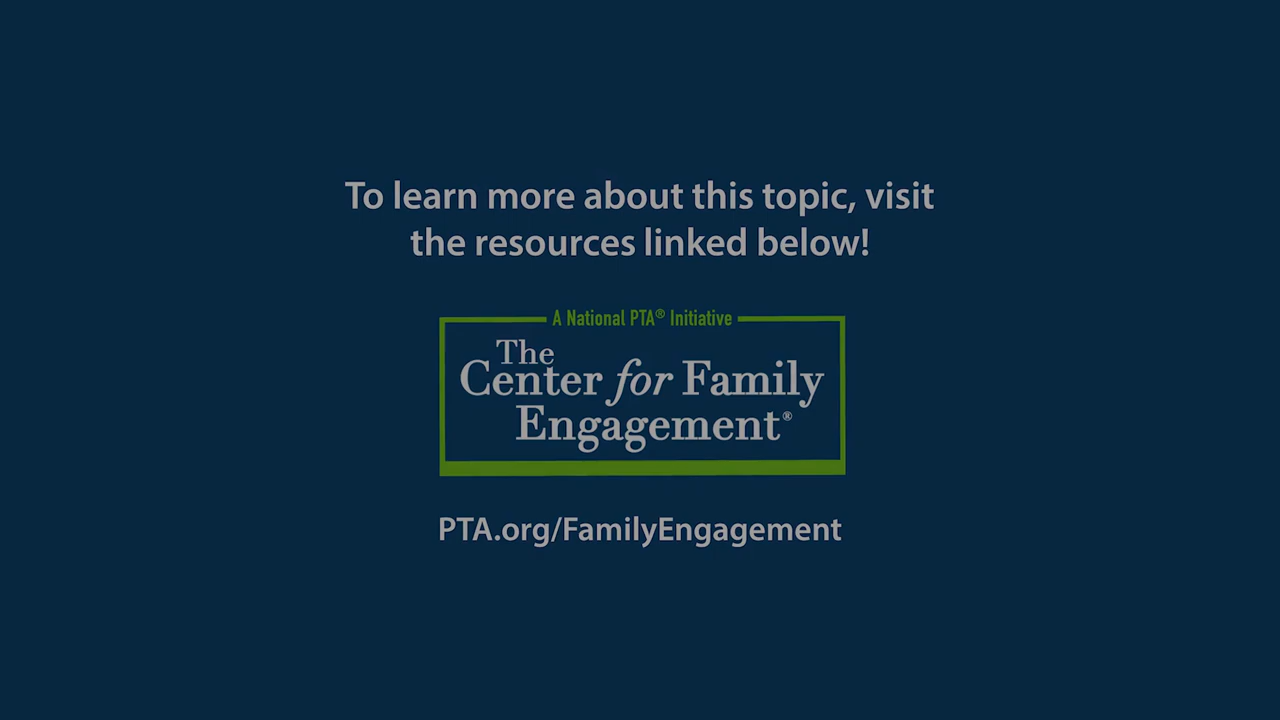 To learn more about this topic, visit
the resources linked below!
A National PTA® Initiative
The
Center for Family
Engagement®
PTA.org/FamilyEngagement